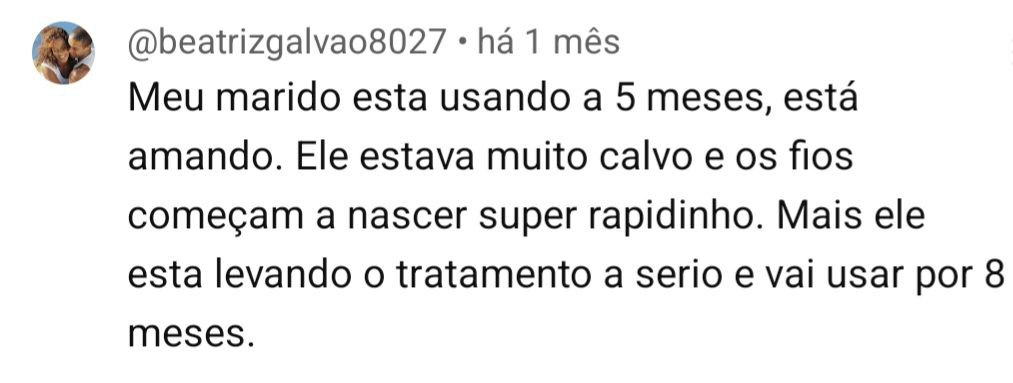 @beatrizgalvao8027 • há 1 mês
Meu marido esta usando a 5 meses, está
amando. Ele estava muito calvo e os fios
começam a nascer super rapidinho. Mais ele
esta levando o tratamento a serio e vai usar por 8
meses.